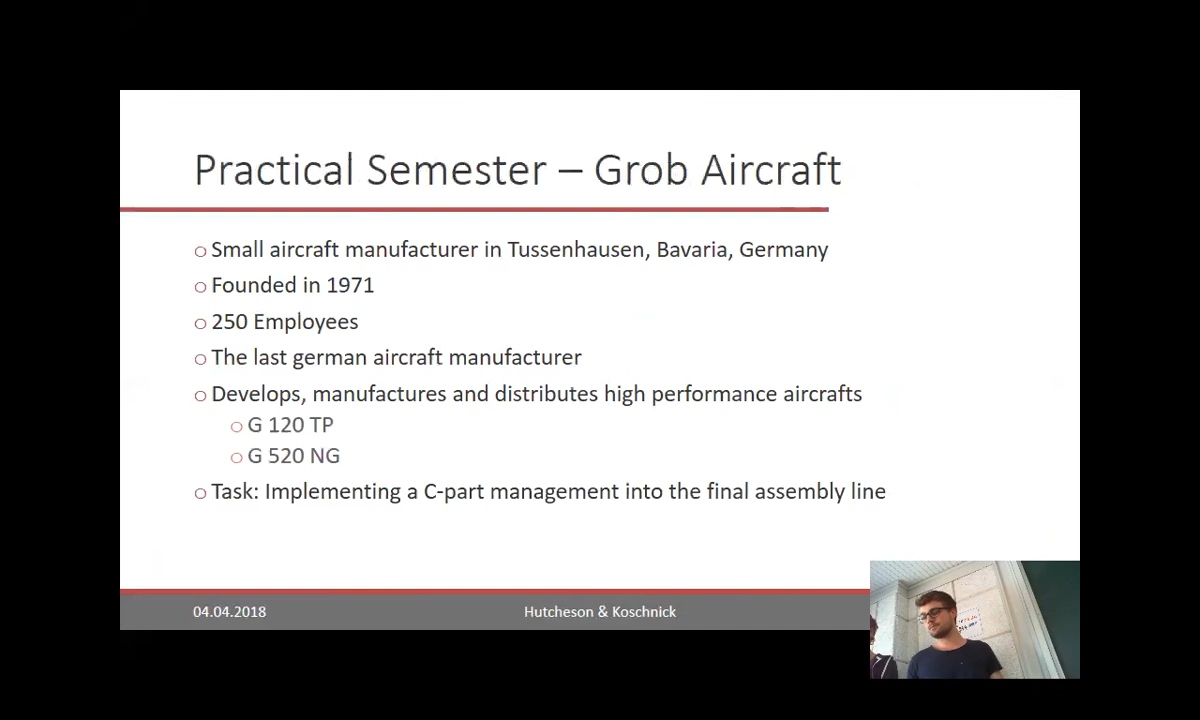 Practical Semester – Grob Aircraft
Small aircraft manufacturer in Tussenhausen, Bavaria, Germany
Founded in 1971
250 Employees
The last german aircraft manufacturer
Develops, manufactures and distributes high performance aircrafts
G 120 TP
G 520 NG
Task: Implementing a C-part management into the final assembly line
04.04.2018
Hutcheson & Koschnick